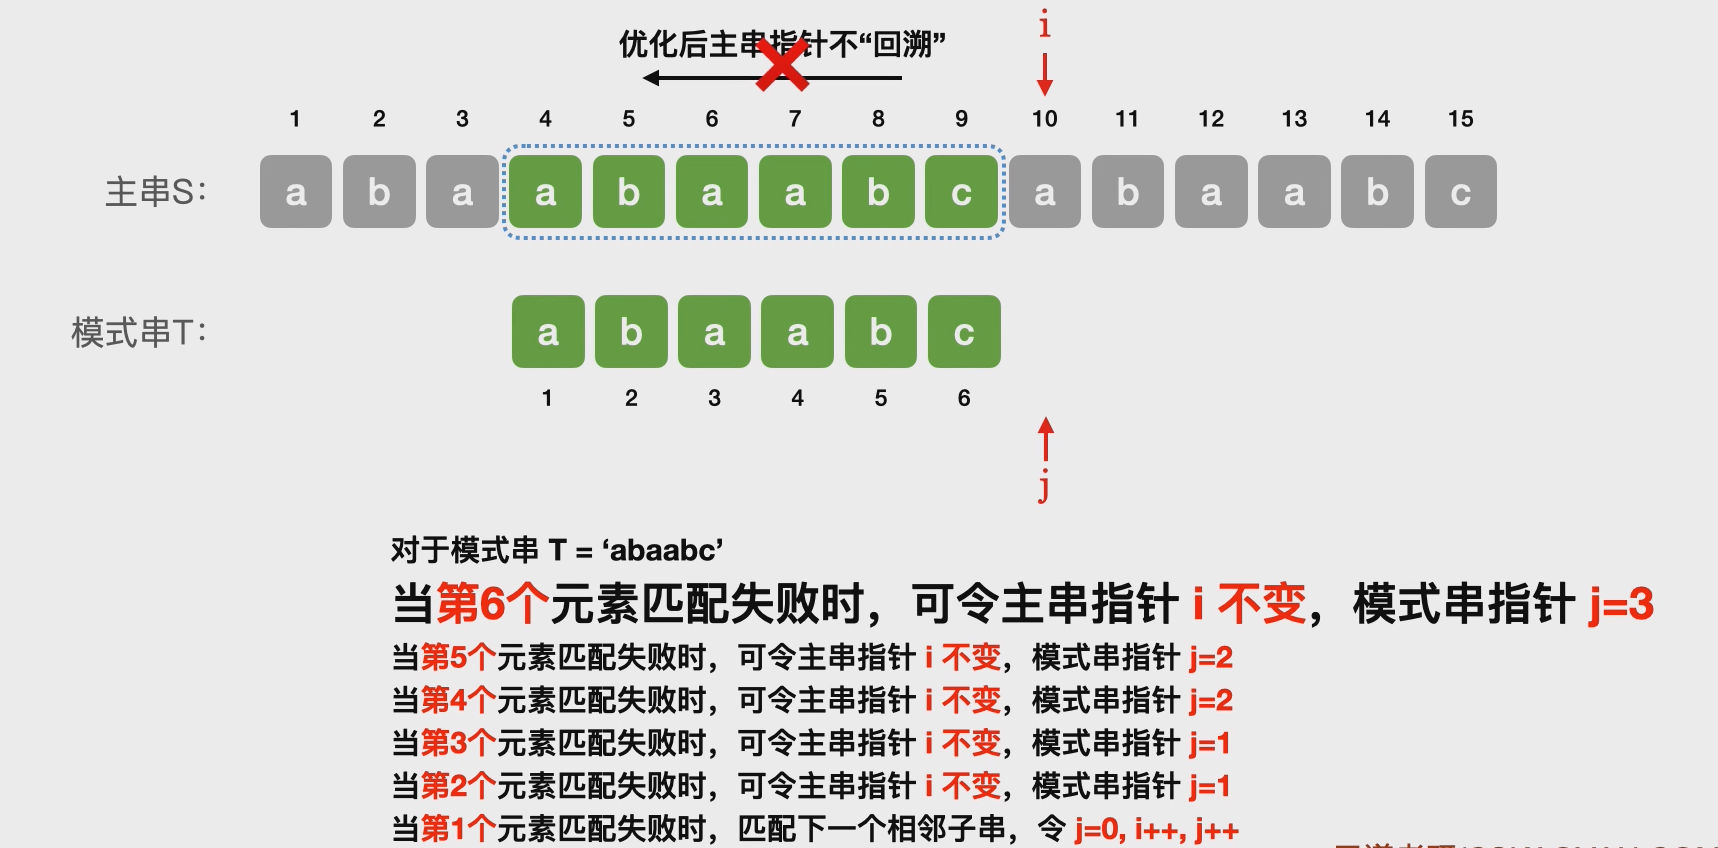 i
优化后主串指针不“回溯”
1 2 3 4 5 6 7 8 9 10 11 12 13 14 15
主串S： a b a a b a a b c a b a a b c
模式串T： a b a a b c
1 2 3 4 5 6
j
对于模式串 T = ‘abaabc’
当第6个元素匹配失败时，可令主串指针 i 不变，模式串指针 j=3
当第5个元素匹配失败时，可令主串指针 i 不变，模式串指针 j=2
当第4个元素匹配失败时，可令主串指针 i 不变，模式串指针 j=2
当第3个元素匹配失败时，可令主串指针 i 不变，模式串指针 j=1
当第2个元素匹配失败时，可令主串指针 i 不变，模式串指针 j=1
当第1个元素匹配失败时，匹配下一个相邻子串，令 j=0, i++, j++